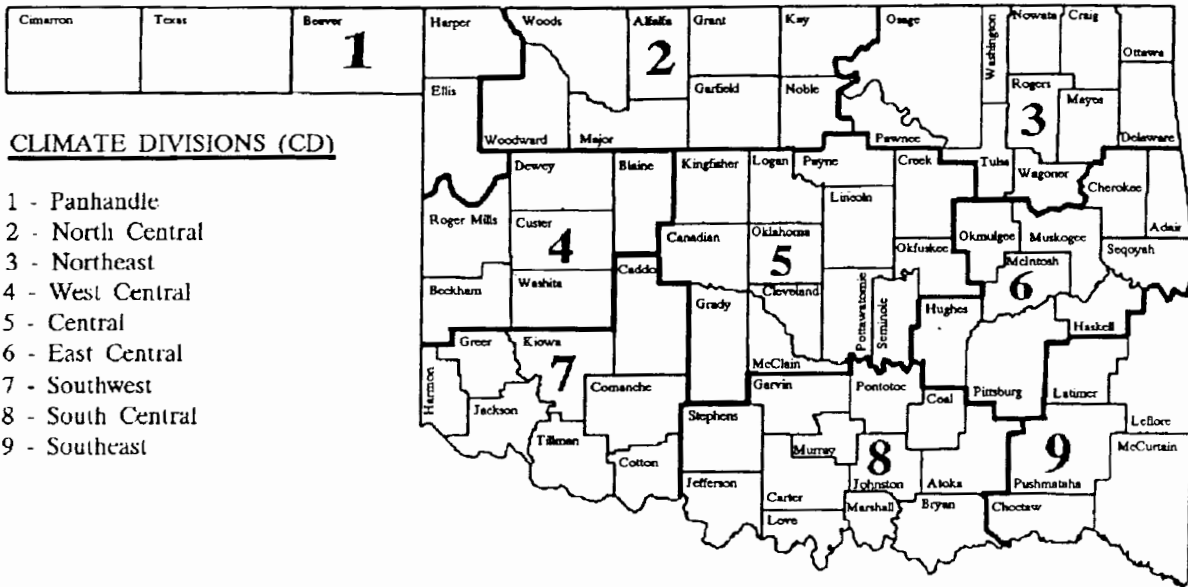 Cimarron Texas Beaver Harper Woods Alfalfa Grant Kay Osage Washington Nowata Craig
Ottawa
1 2
Ellis Garfield Noble Rogers Mayes
3
CLIMATE DIVISIONS (CD)
Woodward Major Pawnee Delaware
Dewey Blaine Kingfisher Logan Payne Creek Tulsa Wagoner
Cherokee
1 - Panhandle
Lincoln
2 - North Central
Roger Mills Custer Canadian Oklahoma Okmulgee Muskogee Adair
3 - Northeast
4 5 Okfuskee McIntosh Seqoyah
4 - West Central
Beckham Washita Caddo Cleveland 6
5 - Central
Grady Pottawatomie Seminole Hughes Haskell
6 - East Central
Greer Kiowa McClain
7 - Southwest
Harmon 7 Comanche Garvin Pontotoc Coal Pittsburg Latimer
8 - South Central
Jackson Stephens Leflore
9 - Southeast
Tillman Cotton Murray 8 9 McCurtain
Jefferson Johnston Atoka Pushmataha
Carter Marshall Bryan Choctaw
Love